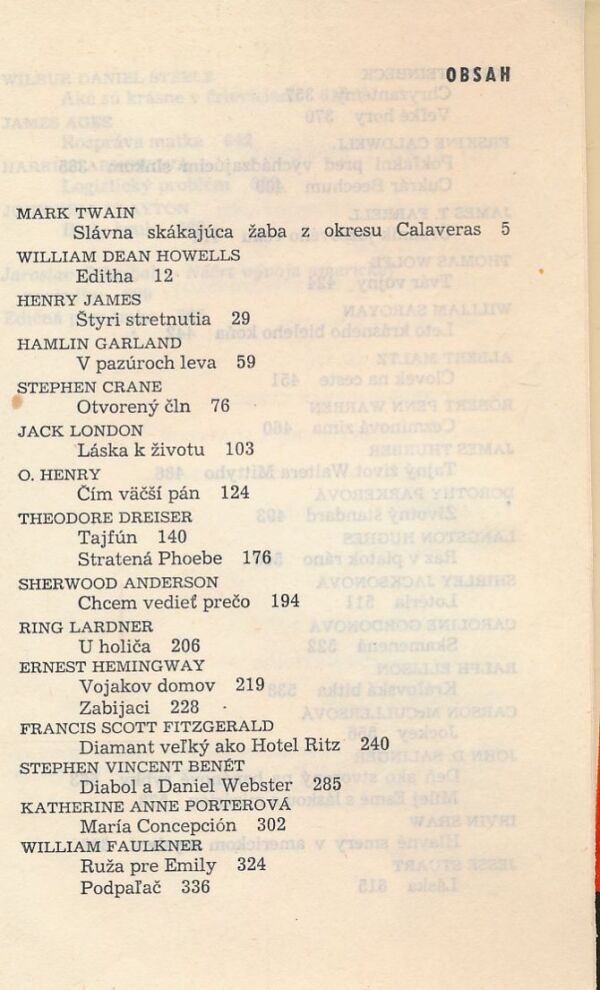 OBSAH
MARK TWAIN
Slávna skákajúca žaba z okresu Calaveras 5
WILLIAM DEAN HOWELLS
Editha 12
HENRY JAMES
Štyri stretnutia 29
HAMLIN GARLAND
V pazúroch leva 59
STEPHEN CRANE
Otvorený čln 76
JACK LONDON
Láska k životu 103
O. HENRY
Čím väčší pán 124
THEODORE DREISER
Tajfún 140
Stratená Phoebe 176
SHERWOOD ANDERSON
Chcem vedieť prečo 194
RING LARDNER
U holiča 206
ERNEST HEMINGWAY
Vojakov domov 219
Zabijaci 228
FRANCIS SCOTT FITZGERALD
Diamant veľký ako Hotel Ritz 240
STEPHEN VINCENT BENÉT
Diabol a Daniel Webster 285
KATHERINE ANNE PORTEROVÁ
María Concepción 302
WILLIAM FAULKNER
Ruža pre Emily 324
Podpaľač 336